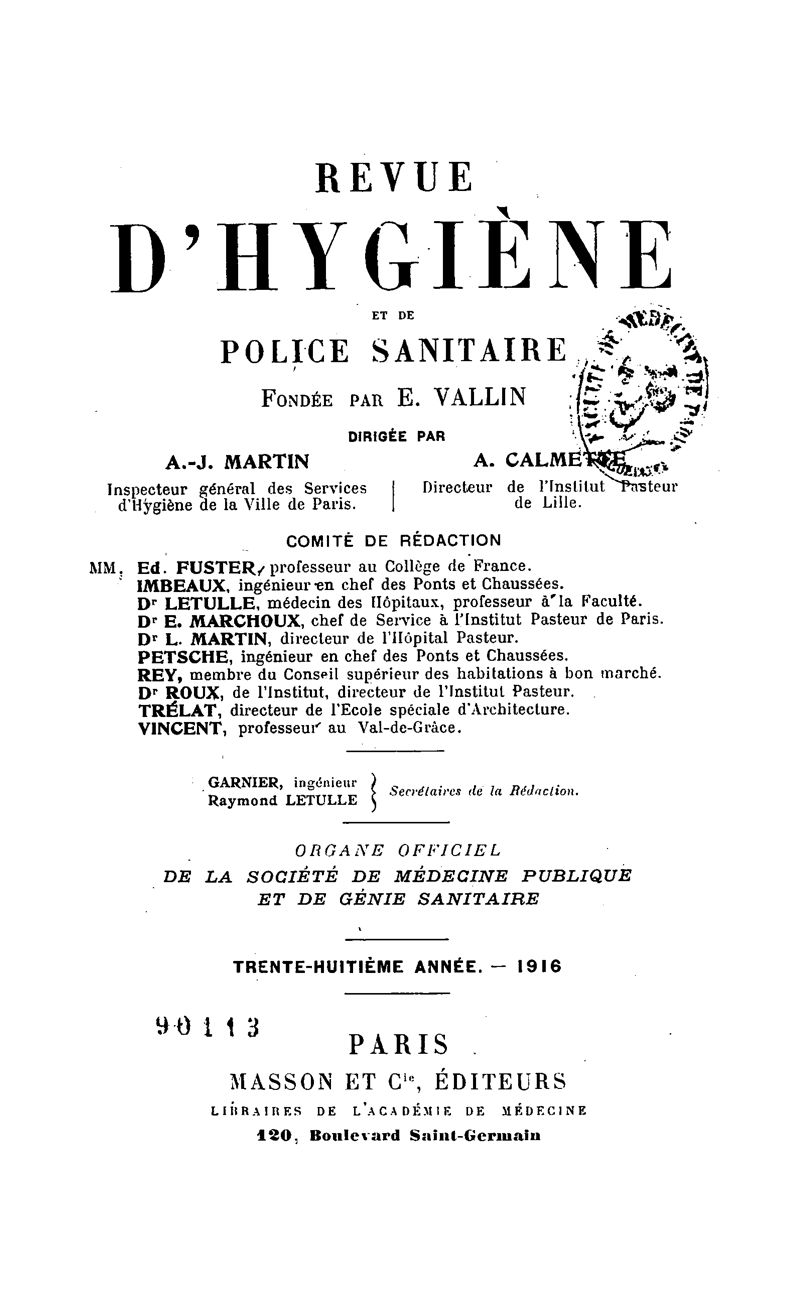 REVUE
D'HYGIÈNE
ET DE
POLICE SANITAIRE
FONDÉE PAR E. VALLIN
DIRIGÉE PAR
A.-J. MARTIN
Inspecteur général des Services
d'Hygiène de la Ville de Paris.
A. CALMETTE
Directeur de l'Institut Pasteur
de Lille.
FACULTÉ DE MEDECINE DE PARIS
COMITÉ DE RÉDACTION
MM. Ed. FUSTER, professeur au Collège de France.
IMBEAUX, ingénieur en chef des Ponts et Chaussées.
Dr LETULLE, médecin des Hôpitaux, professeur à la Faculté.
Dr E. MARCHOUX, chef de Service à l'Institut Pasteur de Paris.
Dr L. MARTIN, directeur de l'Hôpital Pasteur.
PETSCHE, ingénieur en chef des Ponts et Chaussées.
REY, membre du Conseil supérieur des habitations à bon marché.
Dr ROUX, de l'Institut, directeur de l'Institut Pasteur.
TRÉLAT, directeur de l'Ecole spéciale d'Architecture.
VINCENT, professeur au Val-de-Grâce.
GARNIER, ingénieur
Raymond LETULLE
Secrétaires de la Rédaction.
ORGANE OFFICIEL
DE LA SOCIÉTÉ DE MÉDECINE PUBLIQUE
ET DE GÉNIE SANITAIRE
TRENTE-HUITIÈME ANNÉE. — 1916
90113
PARIS
MASSON ET Cie, ÉDITEURS
LIBRAIRES DE L'ACADÉMIE DE MÉDECINE
120, Boulevard Saint-Germain